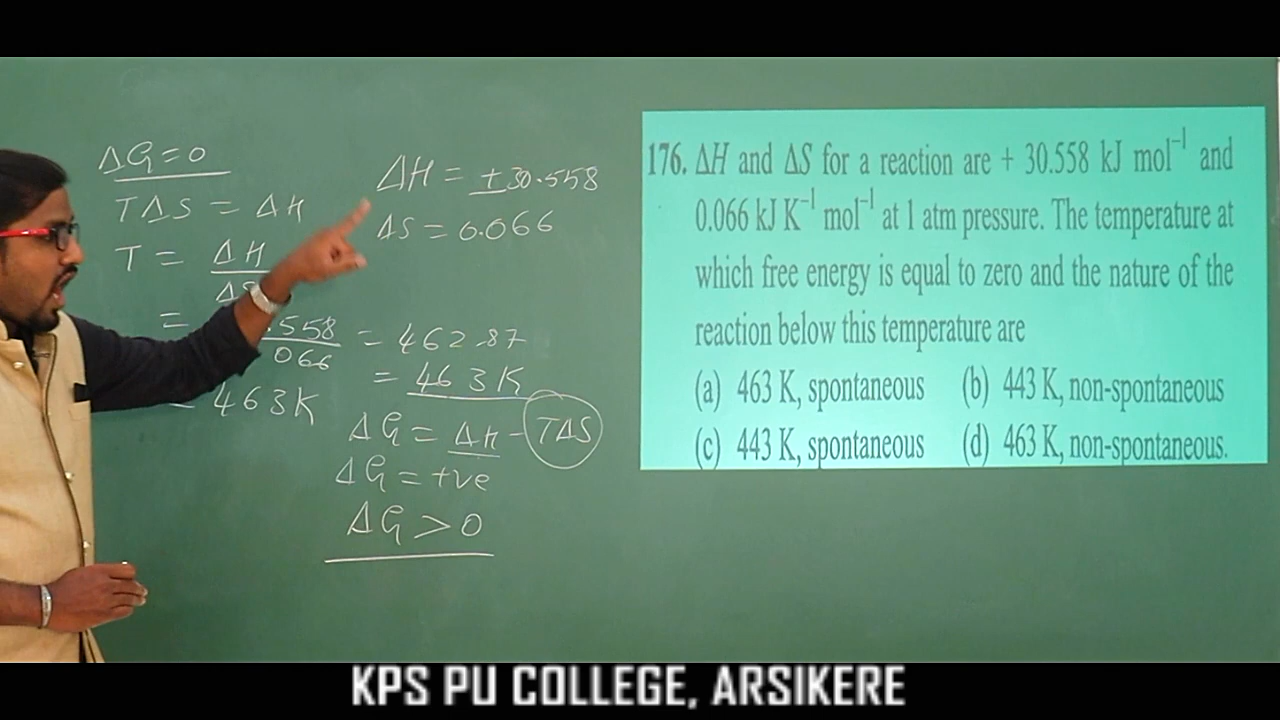 ΔG=0
TΔS = ΔH
T = ΔH
ΔS
= .558
066
= 462.87
= 463K
= 463K
ΔH = +30.558
ΔS = 0.066
ΔG = ΔH - TΔS
ΔG = +ve
ΔG > 0
176. ΔH and ΔS for a reaction are + 30.558 kJ mol⁻¹ and
0.066 kJ K⁻¹ mol⁻¹ at 1 atm pressure. The temperature at
which free energy is equal to zero and the nature of the
reaction below this temperature are
(a) 463 K, spontaneous (b) 443 K, non-spontaneous
(c) 443 K, spontaneous (d) 463 K, non-spontaneous.
KPS PU COLLEGE, ARSIKERE